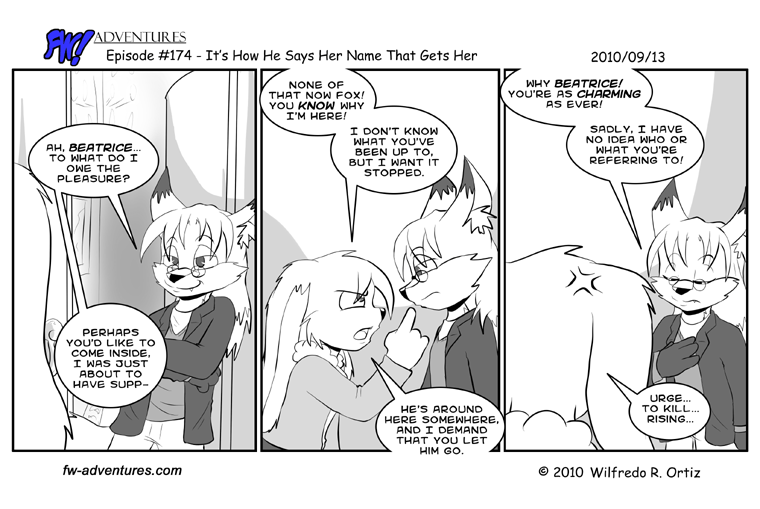 FW! ADVENTURES
Episode #174 - It's How He Says Her Name That Gets Her
2010/09/13
AH, BEATRICE...
TO WHAT DO I
OWE THE
PLEASURE?
PERHAPS
YOU'D LIKE TO
COME INSIDE,
I WAS JUST
ABOUT TO
HAVE SUPP-
NONE OF
THAT NOW FOX!
YOU KNOW WHY
I'M HERE!
I DON'T KNOW
WHAT YOU'VE
BEEN UP TO,
BUT I WANT IT
STOPPED.
HE'S AROUND
HERE SOMEWHERE,
AND I DEMAND
THAT YOU LET
HIM GO.
WHY BEATRICE!
YOU'RE AS CHARMING
AS EVER!
SADLY, I HAVE
NO IDEA WHO OR
WHAT YOU'RE
REFERRING TO!
URGE...
TO KILL...
RISING...
fw-adventures.com
© 2010 Wilfredo R. Ortiz